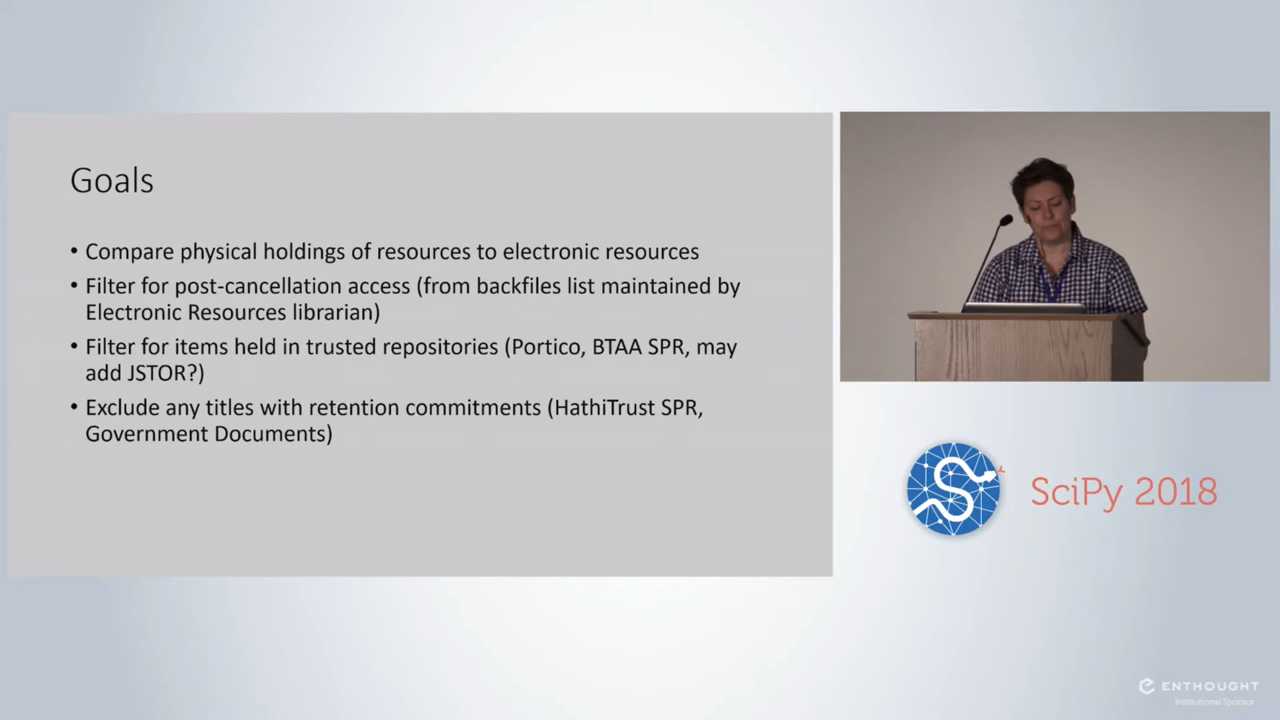 Goals
• Compare physical holdings of resources to electronic resources
• Filter for post-cancellation access (from backfiles list maintained by
Electronic Resources librarian)
• Filter for items held in trusted repositories (Portico, BTAA SPR, may
add JSTOR?)
• Exclude any titles with retention commitments (HathiTrust SPR,
Government Documents)
SciPy 2018
ENTHOUGHT
Institutional Sponsor